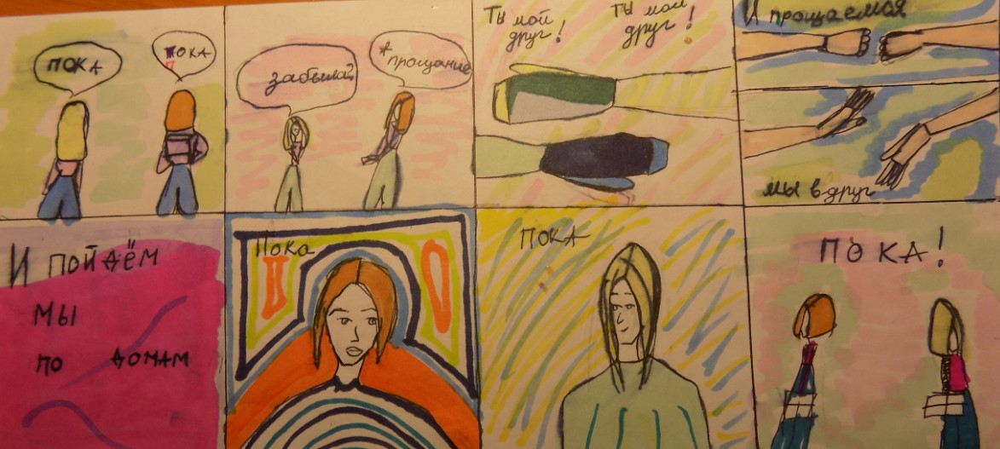 ПОКА
ПОКА
забыла?
*прощание
Ты мой
друг!
Ты мой
друг!
И прощаемся
мы вдруг
И ПОЙДЁМ
МЫ
ПО ДОМАМ
Пока
ПОКА
ПОКА!